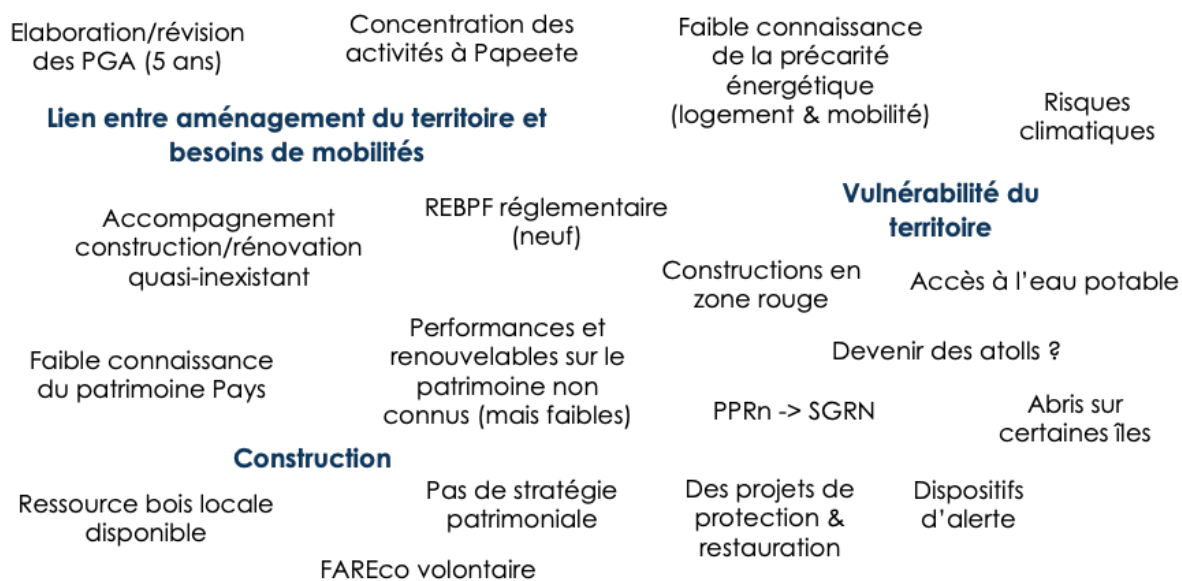 Elaboration/révision
des PGA (5 ans)
Concentration des
activités à Papeete
Faible connaissance
de la précarité
énergétique
(logement & mobilité)
Risques
climatiques
Lien entre aménagement du territoire et
besoins de mobilités
Vulnérabilité du
territoire
Accompagnement
construction/rénovation
quasi-inexistant
REBPF réglementaire
(neuf)
Constructions en
zone rouge
Accès à l'eau potable
Faible connaissance
du patrimoine Pays
Performances et
renouvelables sur le
patrimoine non
connus (mais faibles)
Devenir des atolls ?
PPRn -> SGRN
Abris sur
certaines îles
Construction
Ressource bois locale
disponible
Pas de stratégie
patrimoniale
Des projets de
protection &
restauration
Dispositifs
d'alerte
FAREco volontaire